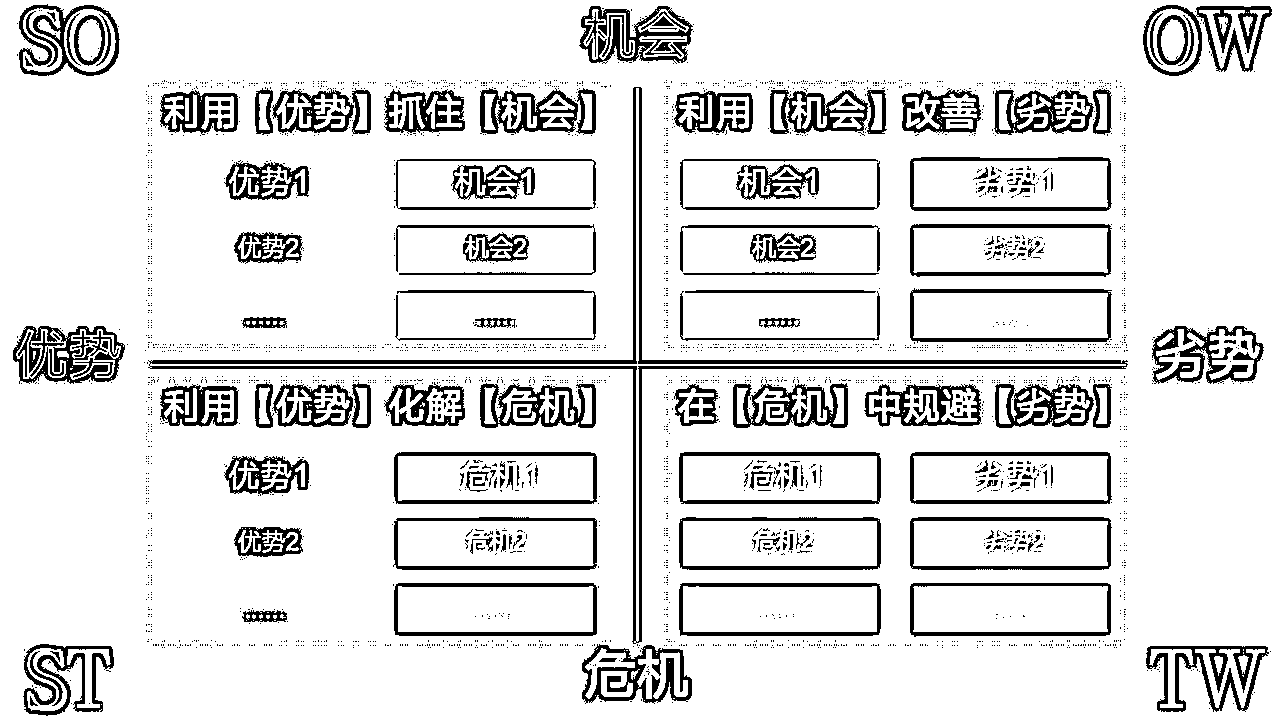 SO 机会 OW
利用【优势】抓住【机会】 利用【机会】改善【劣势】
优势1 机会1 机会1 劣势1
优势2 机会2 机会2 劣势2
…… …… …… ……
优势 劣势
利用【优势】化解【危机】 在【危机】中规避【劣势】
优势1 危机1 危机1 劣势1
优势2 危机2 危机2 劣势2
…… …… …… ……
ST 危机 TW